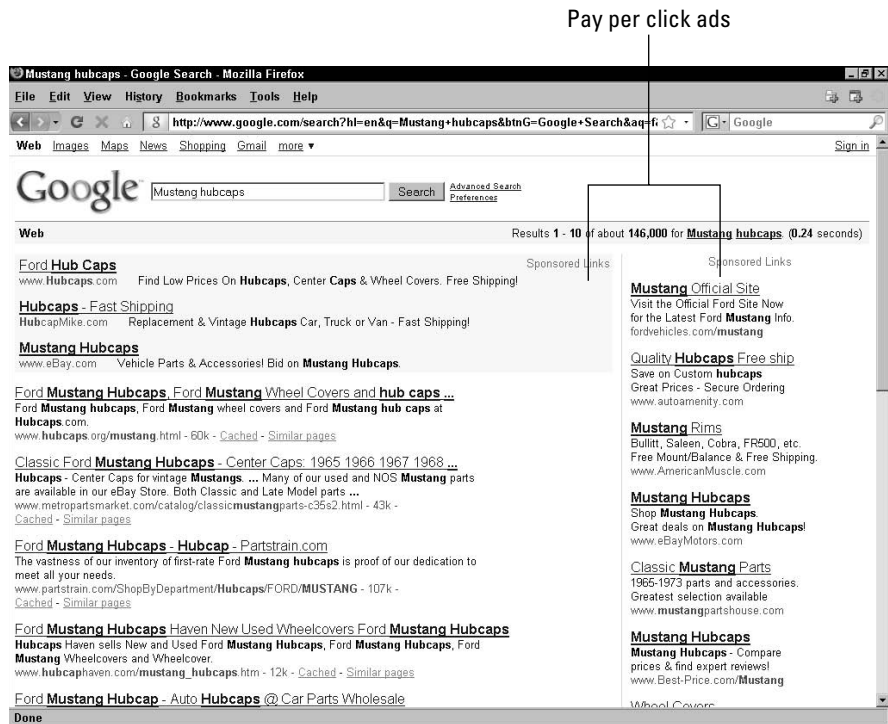 Pay per click ads
Mustang hubcaps - Google Search - Mozilla Firefox
File Edit View History Bookmarks Tools Help
http://www.google.com/search?hl=en&q=Mustang+hubcaps&btnG=Google+Search&aq=f&
Google
Web Images Maps News Shopping Gmail more ▼
Sign in
Google
Mustang hubcaps
Search
Advanced Search
Preferences
Web
Results 1 - 10 of about 146,000 for Mustang hubcaps. (0.24 seconds)
Sponsored Links
Ford Hub Caps
www.Hubcaps.com Find Low Prices On Hubcaps, Center Caps & Wheel Covers. Free Shipping!
Hubcaps - Fast Shipping
HubcapMike.com Replacement & Vintage Hubcaps Car, Truck or Van - Fast Shipping!
Mustang Hubcaps
www.eBay.com Vehicle Parts & Accessories! Bid on Mustang Hubcaps.
Ford Mustang Hubcaps, Ford Mustang Wheel Covers and hub caps ...
Ford Mustang hubcaps, Ford Mustang wheel covers and Ford Mustang hub caps at
Hubcaps.com.
www.hubcaps.org/mustang.html - 60k - Cached - Similar pages
Classic Ford Mustang Hubcaps - Center Caps: 1965 1966 1967 1968 ...
Hubcaps - Center Caps for vintage Mustangs. ... Many of our used and NOS Mustang parts
are available in our eBay Store. Both Classic and Late Model parts ...
www.metropartsmarket.com/catalog/classicmustangparts-c35s2.html - 43k -
Cached - Similar pages
Ford Mustang Hubcaps - Hubcap - Partstrain.com
The vastness of our inventory of first-rate Ford Mustang hubcaps is proof of our dedication to
meet all your needs.
www.partstrain.com/ShopByDepartment/Hubcaps/FORD/MUSTANG - 107k -
Cached - Similar pages
Ford Mustang Hubcaps Haven New Used Wheelcovers Ford Mustang Hubcaps
Hubcaps Haven sells New and Used Ford Mustang Hubcaps, Ford Mustang Hubcaps, Ford
Mustang Wheelcovers and Wheelcover.
www.hubcaphaven.com/mustang_hubcaps.htm - 12k - Cached - Similar pages
Ford Mustang Hubcap - Auto Hubcaps @ Car Parts Wholesale
Sponsored Links
Mustang Official Site
Visit the Official Ford Site Now
for the Latest Ford Mustang Info.
fordvehicles.com/mustang
Quality Hubcaps Free ship
Save on Custom hubcaps
Great Prices - Secure Ordering
www.autoamenity.com
Mustang Rims
Bullitt, Saleen, Cobra, FR500, etc.
Free Mount/Balance & Free Shipping.
www.AmericanMuscle.com
Mustang Hubcaps
Shop Mustang Hubcaps.
Great deals on Mustang Hubcaps!
www.eBayMotors.com
Classic Mustang Parts
1965-1973 parts and accessories.
Greatest selection available
www.mustangpartshouse.com
Mustang Hubcaps
Mustang Hubcaps - Compare
prices & find expert reviews!
www.Best-Price.com/Mustang
Wheel Covers
Done